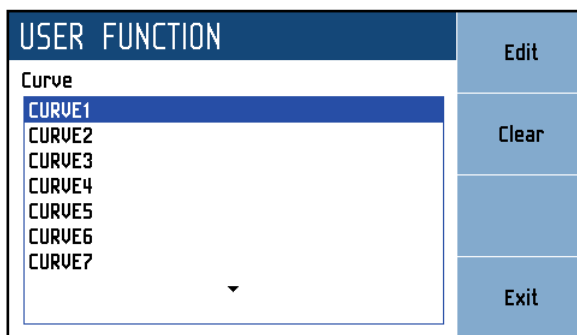 USER FUNCTION
Curve
CURVE1
CURVE2
CURVE3
CURVE4
CURVE5
CURVE6
CURVE7
Edit
Clear
Exit